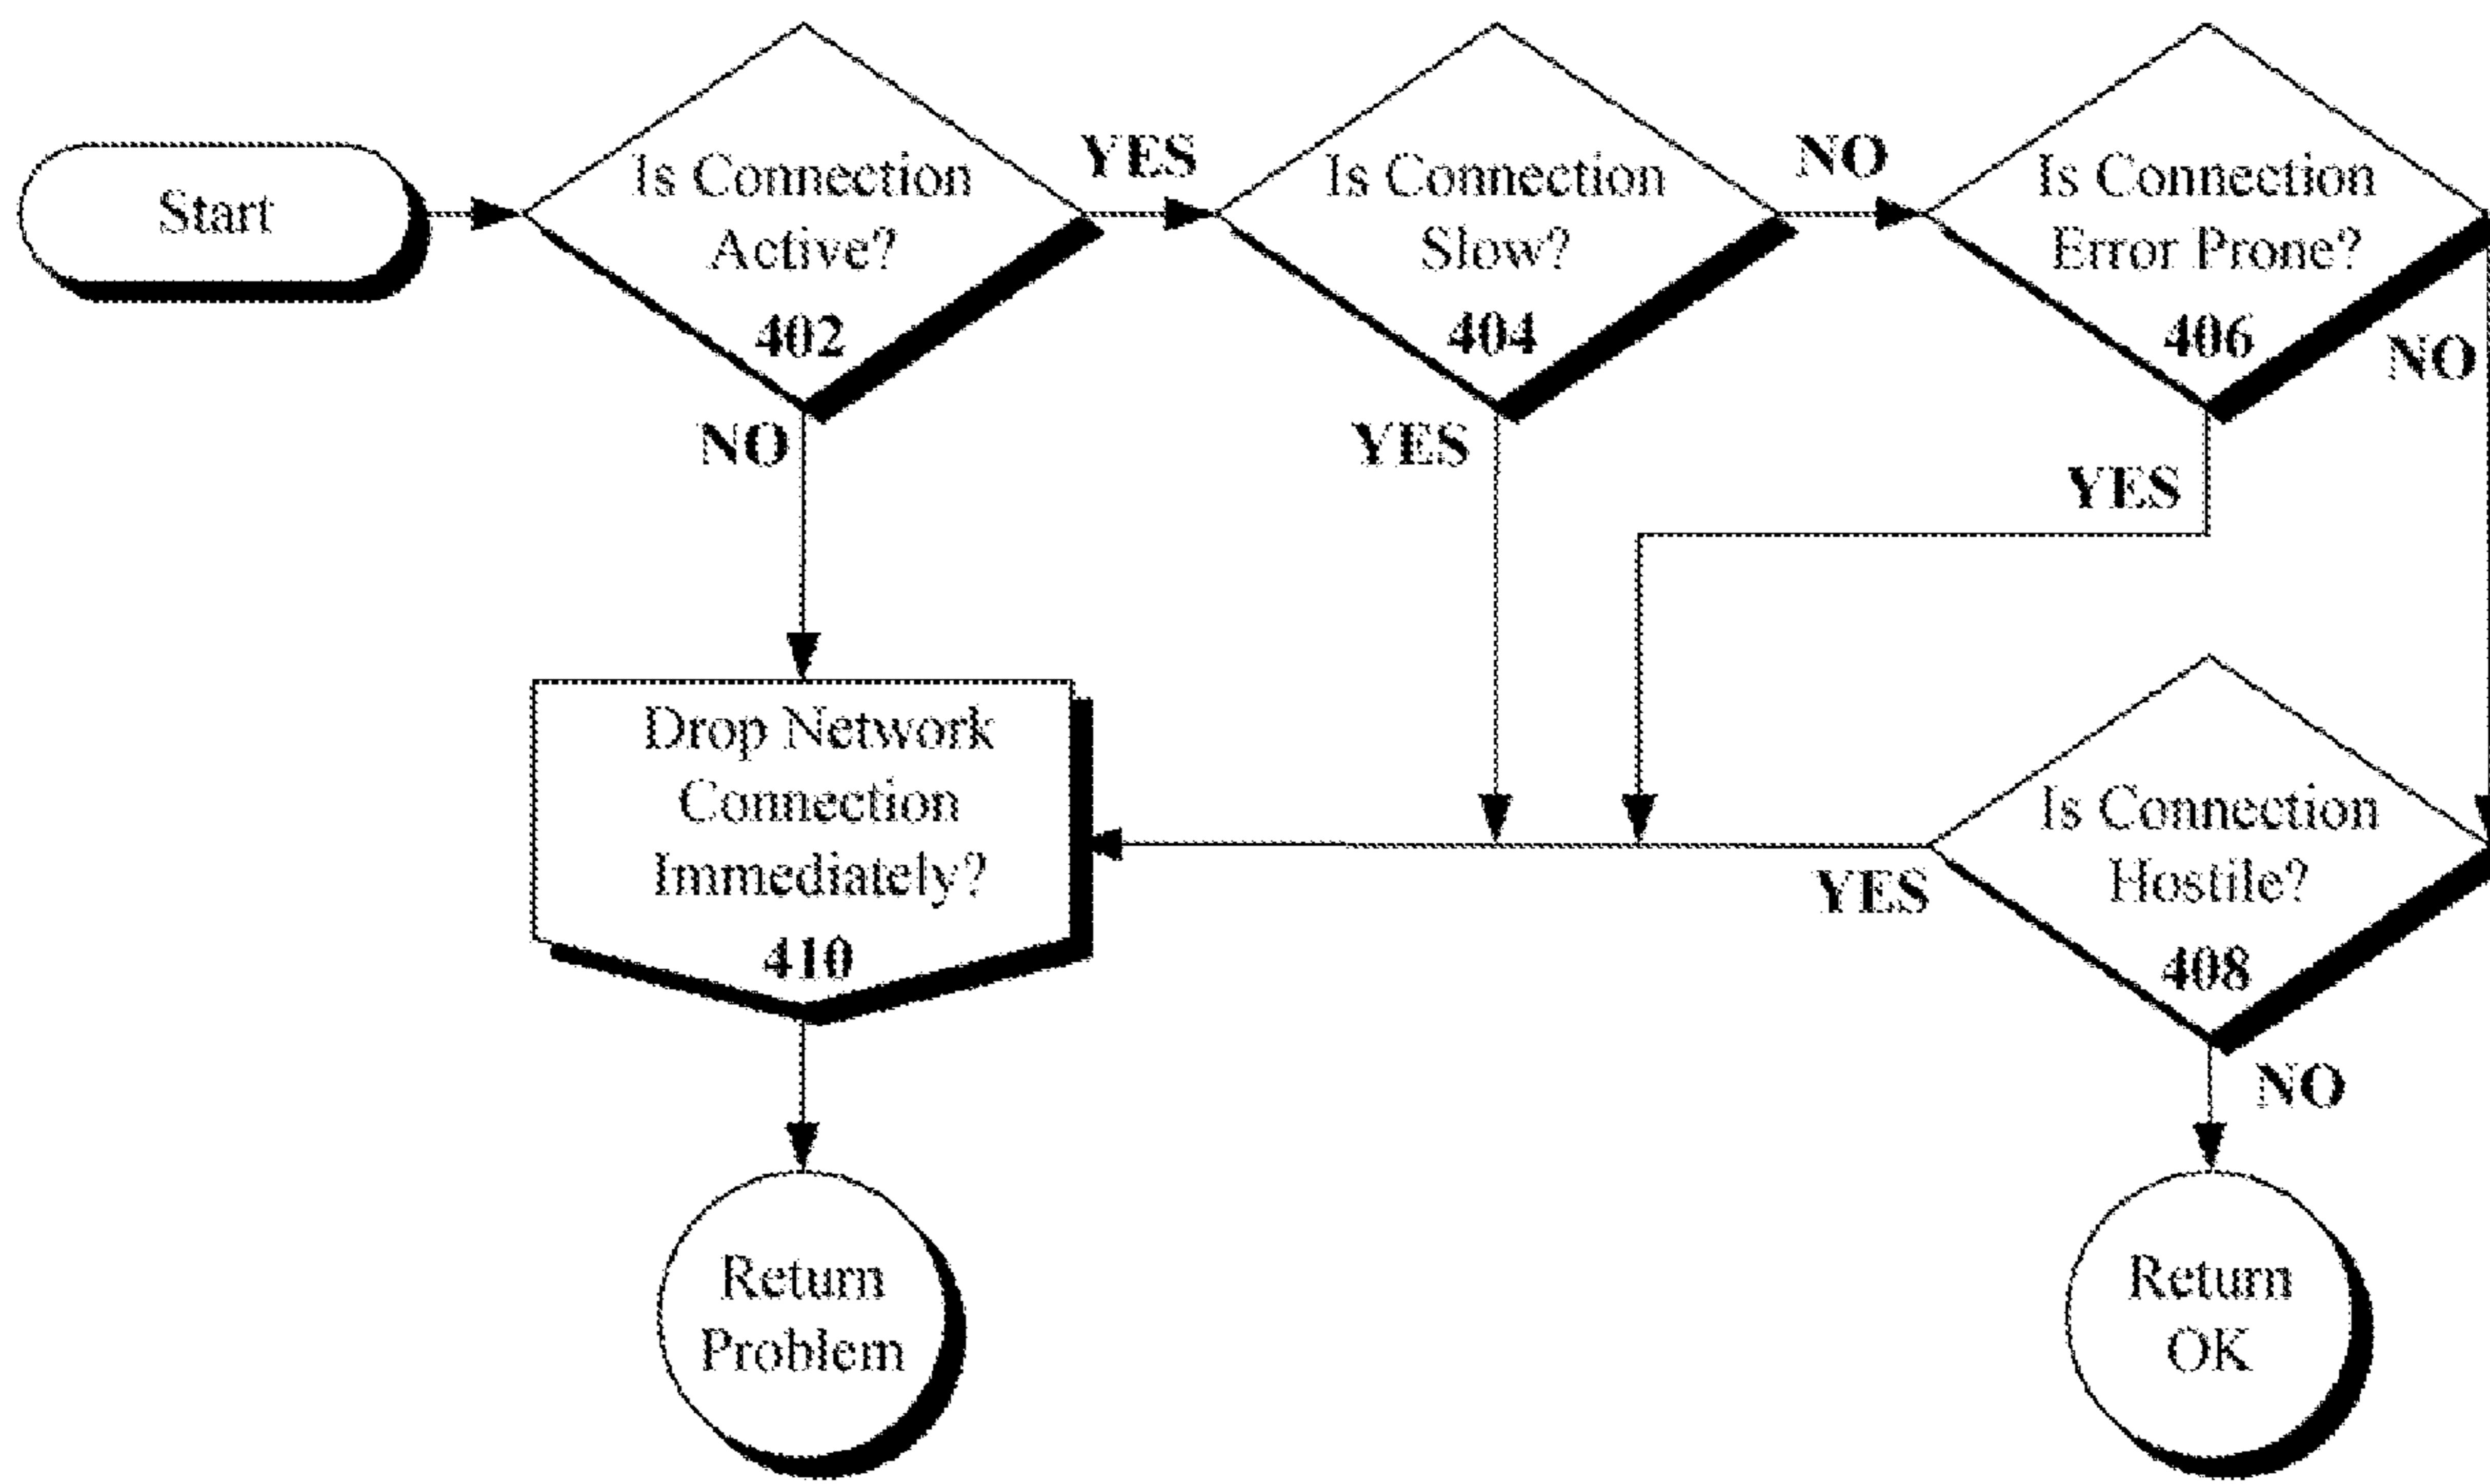 Start
Is Connection
Active?
402
YES
NO
Is Connection
Slow?
404
NO
YES
Is Connection
Error Prone?
406
NO
YES
Drop Network
Connection
Immediately?
410
Is Connection
Hostile?
408
YES
NO
Return
Problem
Return
OK